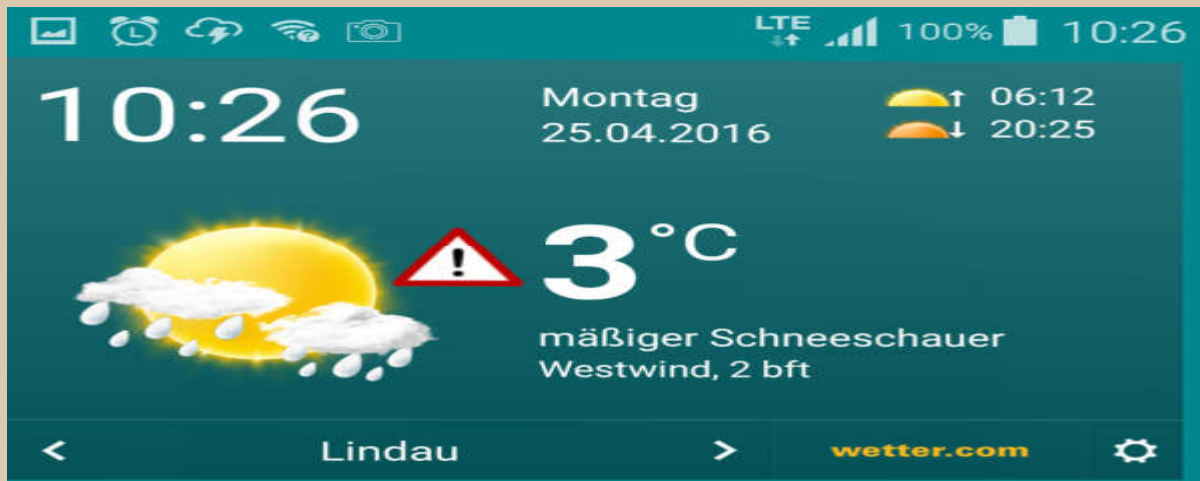 LTE 100% 10:26
10:26
Montag
25.04.2016
06:12
20:25
3°C
mäßiger Schneeschauer
Westwind, 2 bft
Lindau
wetter.com